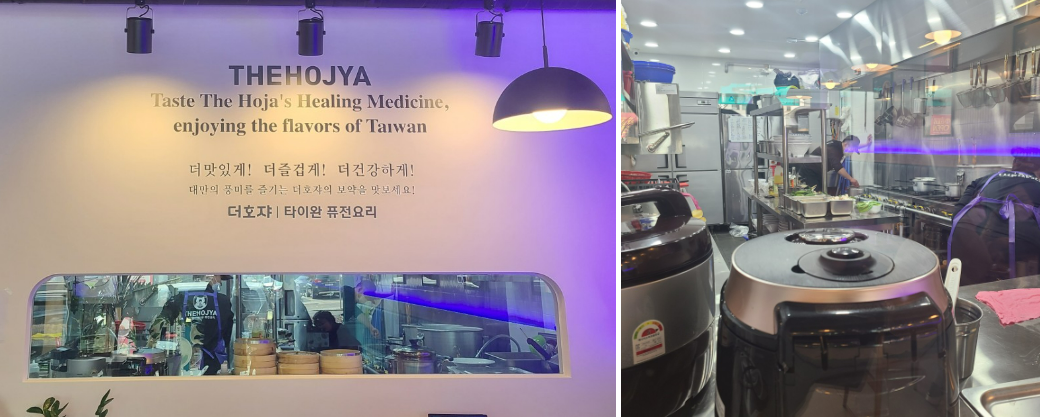 THEHOJYA
Taste The Hoja's Healing Medicine,
enjoying the flavors of Taiwan
더맛있게! 더즐겁게! 더건강하게!
대만의 풍미를 즐기는 더호쟈의 보약을 맛보세요!
더호쟈 | 타이완 퓨전요리
THEHOJYA